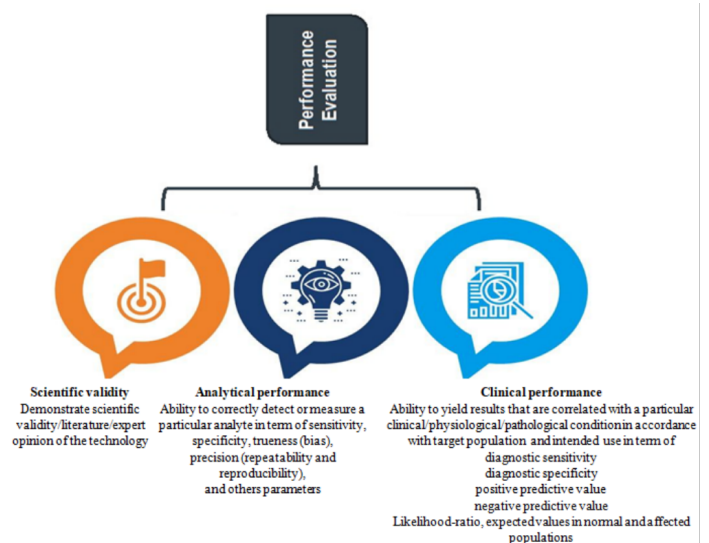 Performance
Evaluation
Scientific validity
Demonstrate scientific
validity/literature/expert
opinion of the technology
Analytical performance
Ability to correctly detect or measure a
particular analyte in term of sensitivity,
specificity, trueness (bias),
precision (repeatability and
reproducibility),
and others parameters
Clinical performance
Ability to yield results that are correlated with a particular
clinical/physiological/pathological condition in accordance
with target population and intended use in term of
diagnostic sensitivity
diagnostic specificity
positive predictive value
negative predictive value
Likelihood-ratio, expected values in normal and affected
populations